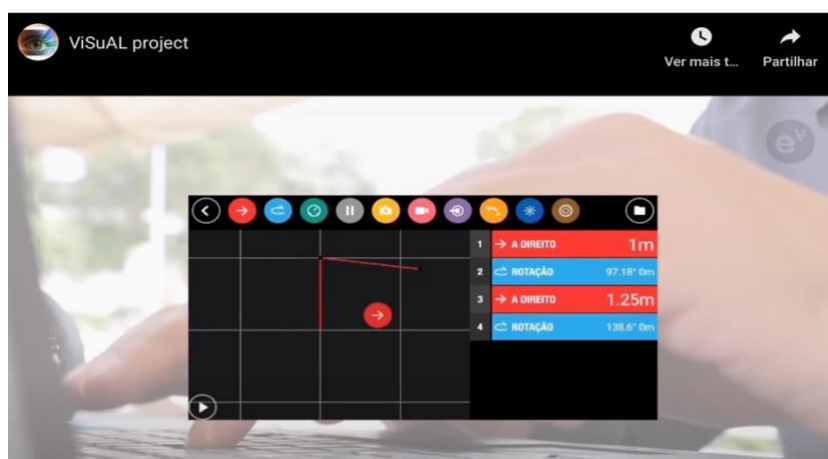 ViSuAL project
Ver mais t...
Partilhar
eV
1 → A DIREITO 1m
2 ROTAÇÃO 97.18° 0m
3 → A DIREITO 1.25m
4 ROTAÇÃO 138.6° 0m